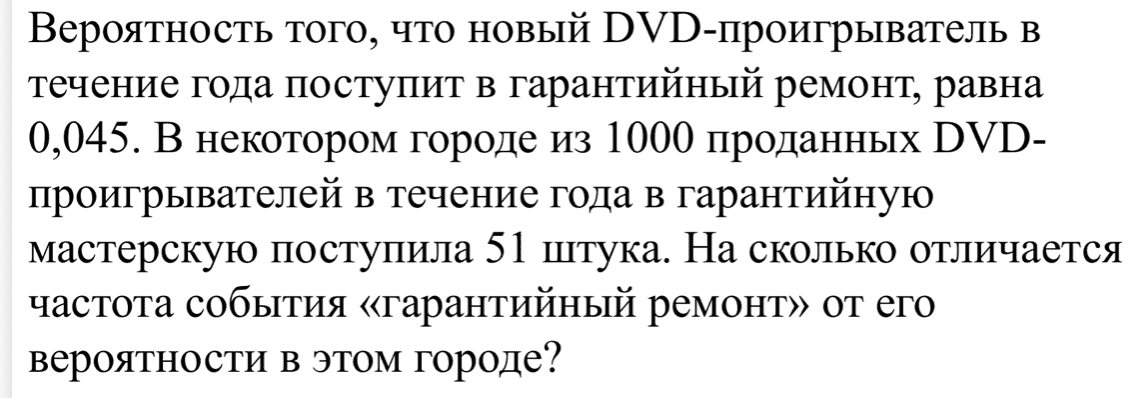 Вероятность того, что новый DVD-проигрыватель в
течение года поступит в гарантийный ремонт, равна
0,045. В некотором городе из 1000 проданных DVD-
проигрывателей в течение года в гарантийную
мастерскую поступила 51 штука. На сколько отличается
частота события «гарантийный ремонт» от его
вероятности в этом городе?